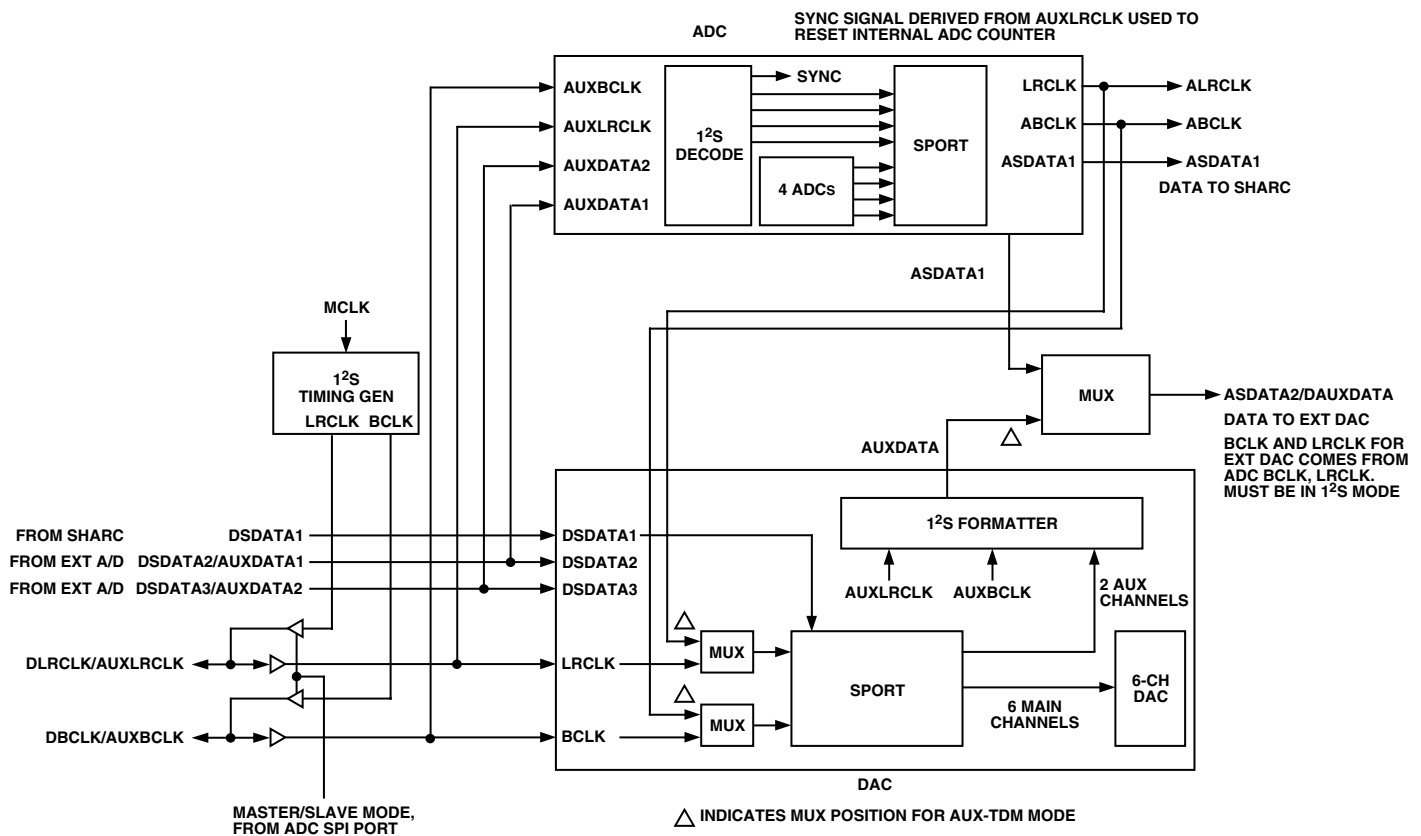 ADC
SYNC SIGNAL DERIVED FROM AUXLRCLK USED TO
RESET INTERNAL ADC COUNTER
AUXBCLK
AUXLRCLK
AUXDATA2
AUXDATA1
1²S
DECODE
SYNC
4 ADCs
SPORT
LRCLK
ABCLK
ASDATA1
ALRCLK
ABCLK
ASDATA1
DATA TO SHARC
ASDATA1
MCLK
1²S
TIMING GEN
LRCLK BCLK
MUX
ASDATA2/DAUXDATA
DATA TO EXT DAC
BCLK AND LRCLK FOR
EXT DAC COMES FROM
ADC BCLK, LRCLK.
MUST BE IN 1²S MODE
AUXDATA
FROM SHARC DSDATA1
FROM EXT A/D DSDATA2/AUXDATA1
FROM EXT A/D DSDATA3/AUXDATA2
DSDATA1
DSDATA2
DSDATA3
1²S FORMATTER
AUXLRCLK AUXBCLK
2 AUX
CHANNELS
DLRCLK/AUXLRCLK
LRCLK
MUX
SPORT
6-CH
DAC
6 MAIN
CHANNELS
DBCLK/AUXBCLK
BCLK
MUX
DAC
MASTER/SLAVE MODE,
FROM ADC SPI PORT
△ INDICATES MUX POSITION FOR AUX-TDM MODE